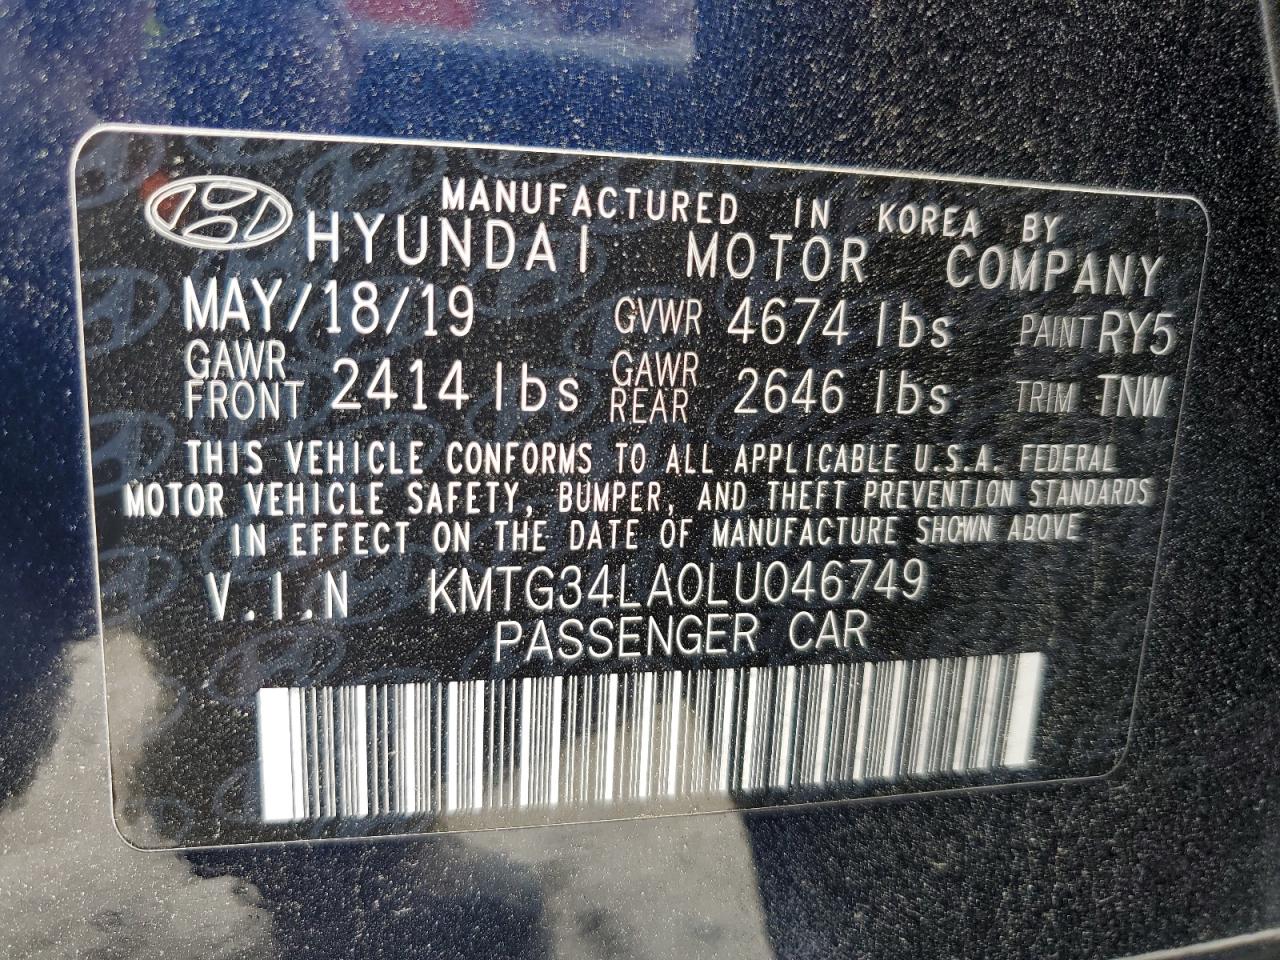 MANUFACTURED IN KOREA BY
HYUNDAI MOTOR COMPANY
MAY/18/19 GVWR 4674 lbs PAINT RY5
GAWR FRONT 2414 lbs GAWR REAR 2646 lbs TRIM TNW
THIS VEHICLE CONFORMS TO ALL APPLICABLE U.S.A. FEDERAL
MOTOR VEHICLE SAFETY, BUMPER, AND THEFT PREVENTION STANDARDS
IN EFFECT ON THE DATE OF MANUFACTURE SHOWN ABOVE
V.I.N KMTG34LA0LU046749
PASSENGER CAR